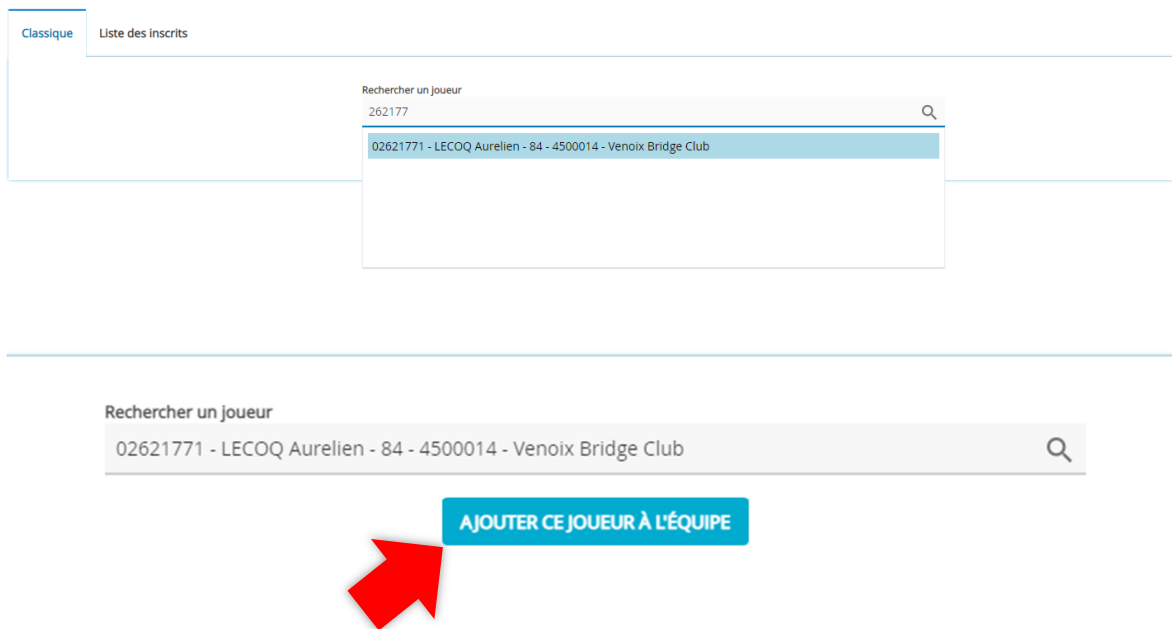 Classique
Liste des inscrits
Rechercher un joueur
262177
02621771 - LECOQ Aurelien - 84 - 4500014 - Venoix Bridge Club
Rechercher un joueur
02621771 - LECOQ Aurelien - 84 - 4500014 - Venoix Bridge Club
AJOUTER CE JOUEUR À L'ÉQUIPE